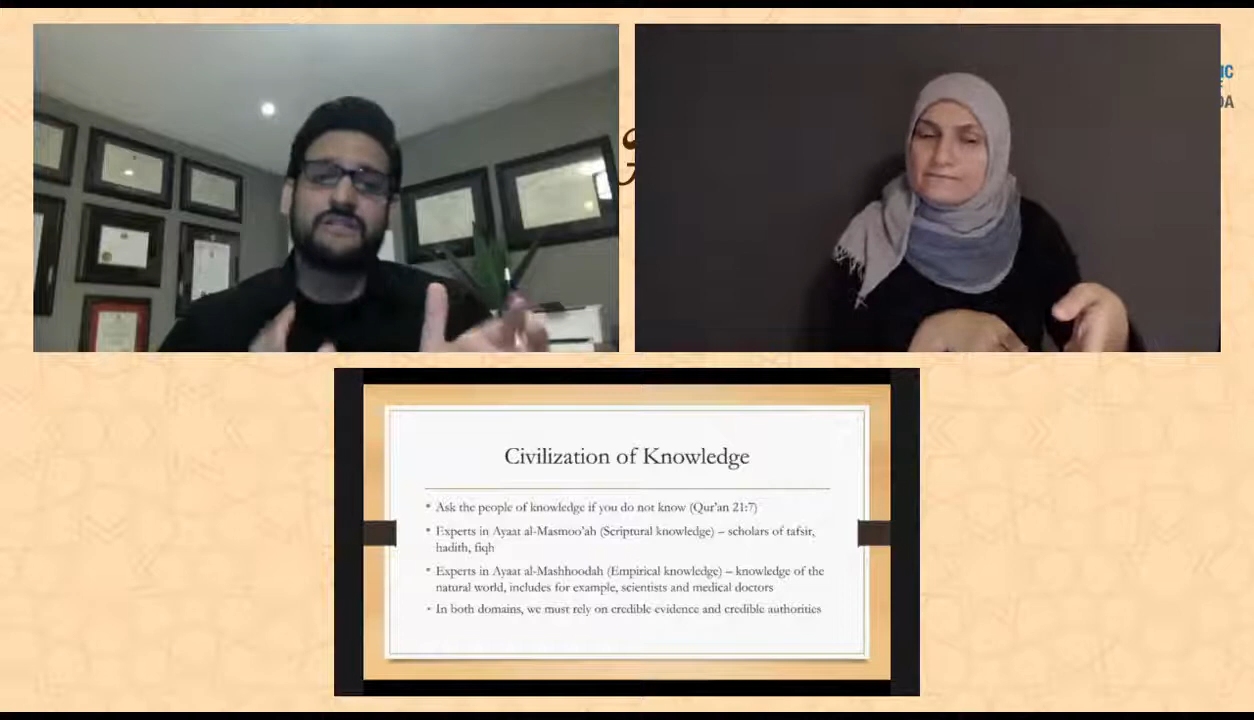 IC
DA
Civilization of Knowledge
• Ask the people of knowledge if you do not know (Qur'an 21:7)
• Experts in Ayaat al-Masmoo'ah (Scriptural knowledge) – scholars of tafsir,
hadith, fiqh
• Experts in Ayaat al-Mashhoodah (Empirical knowledge) – knowledge of the
natural world, includes for example, scientists and medical doctors
• In both domains, we must rely on credible evidence and credible authorities